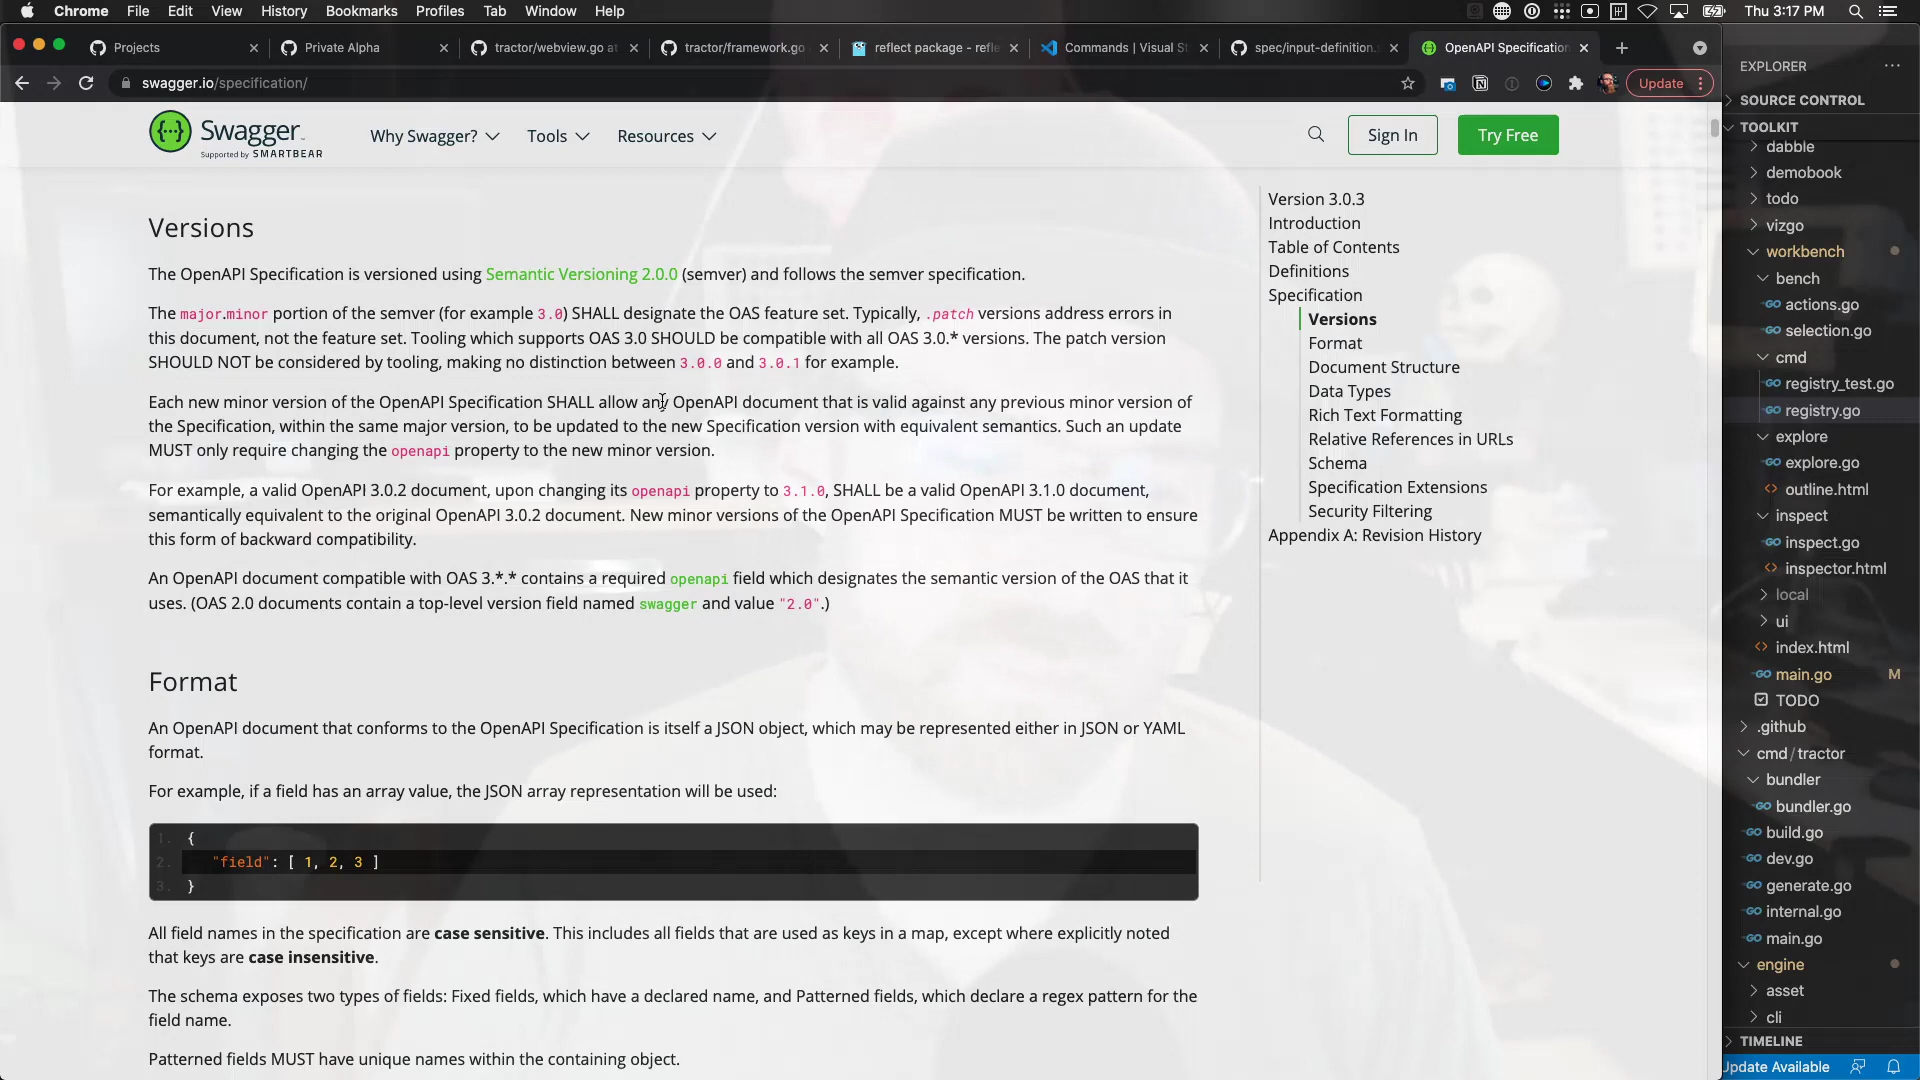 Chrome File Edit View History Bookmarks Profiles Tab Window Help Thu 3:17 PM
Projects
Private Alpha
tractor/webview.go at
tractor/framework.go
reflect package - refle
Commands | Visual St
spec/input-definition.
OpenAPI Specification
swagger.io/specification/
Update
Swagger
Supported by SMARTBEAR
Why Swagger?
Tools
Resources
Sign In
Try Free
Versions
The OpenAPI Specification is versioned using Semantic Versioning 2.0.0 (semver) and follows the semver specification.
The major.minor portion of the semver (for example 3.0) SHALL designate the OAS feature set. Typically, .patch versions address errors in
this document, not the feature set. Tooling which supports OAS 3.0 SHOULD be compatible with all OAS 3.0.* versions. The patch version
SHOULD NOT be considered by tooling, making no distinction between 3.0.0 and 3.0.1 for example.
Each new minor version of the OpenAPI Specification SHALL allow any OpenAPI document that is valid against any previous minor version of
the Specification, within the same major version, to be updated to the new Specification version with equivalent semantics. Such an update
MUST only require changing the openapi property to the new minor version.
For example, a valid OpenAPI 3.0.2 document, upon changing its openapi property to 3.1.0, SHALL be a valid OpenAPI 3.1.0 document,
semantically equivalent to the original OpenAPI 3.0.2 document. New minor versions of the OpenAPI Specification MUST be written to ensure
this form of backward compatibility.
An OpenAPI document compatible with OAS 3.*.* contains a required openapi field which designates the semantic version of the OAS that it
uses. (OAS 2.0 documents contain a top-level version field named swagger and value "2.0".)
Format
An OpenAPI document that conforms to the OpenAPI Specification is itself a JSON object, which may be represented either in JSON or YAML
format.
For example, if a field has an array value, the JSON array representation will be used:
1. {
2. "field": [ 1, 2, 3 ]
3. }
All field names in the specification are case sensitive. This includes all fields that are used as keys in a map, except where explicitly noted
that keys are case insensitive.
The schema exposes two types of fields: Fixed fields, which have a declared name, and Patterned fields, which declare a regex pattern for the
field name.
Patterned fields MUST have unique names within the containing object.
Version 3.0.3
Introduction
Table of Contents
Definitions
Specification
Versions
Format
Document Structure
Data Types
Rich Text Formatting
Relative References in URLs
Schema
Specification Extensions
Security Filtering
Appendix A: Revision History
EXPLORER
SOURCE CONTROL
TOOLKIT
dabble
demobook
todo
vizgo
workbench
bench
actions.go
selection.go
cmd
registry_test.go
registry.go
explore
explore.go
outline.html
inspect
inspect.go
inspector.html
local
ui
index.html
main.go M
TODO
.github
cmd / tractor
bundler
bundler.go
build.go
dev.go
generate.go
internal.go
main.go
engine
asset
cli
TIMELINE
Update Available